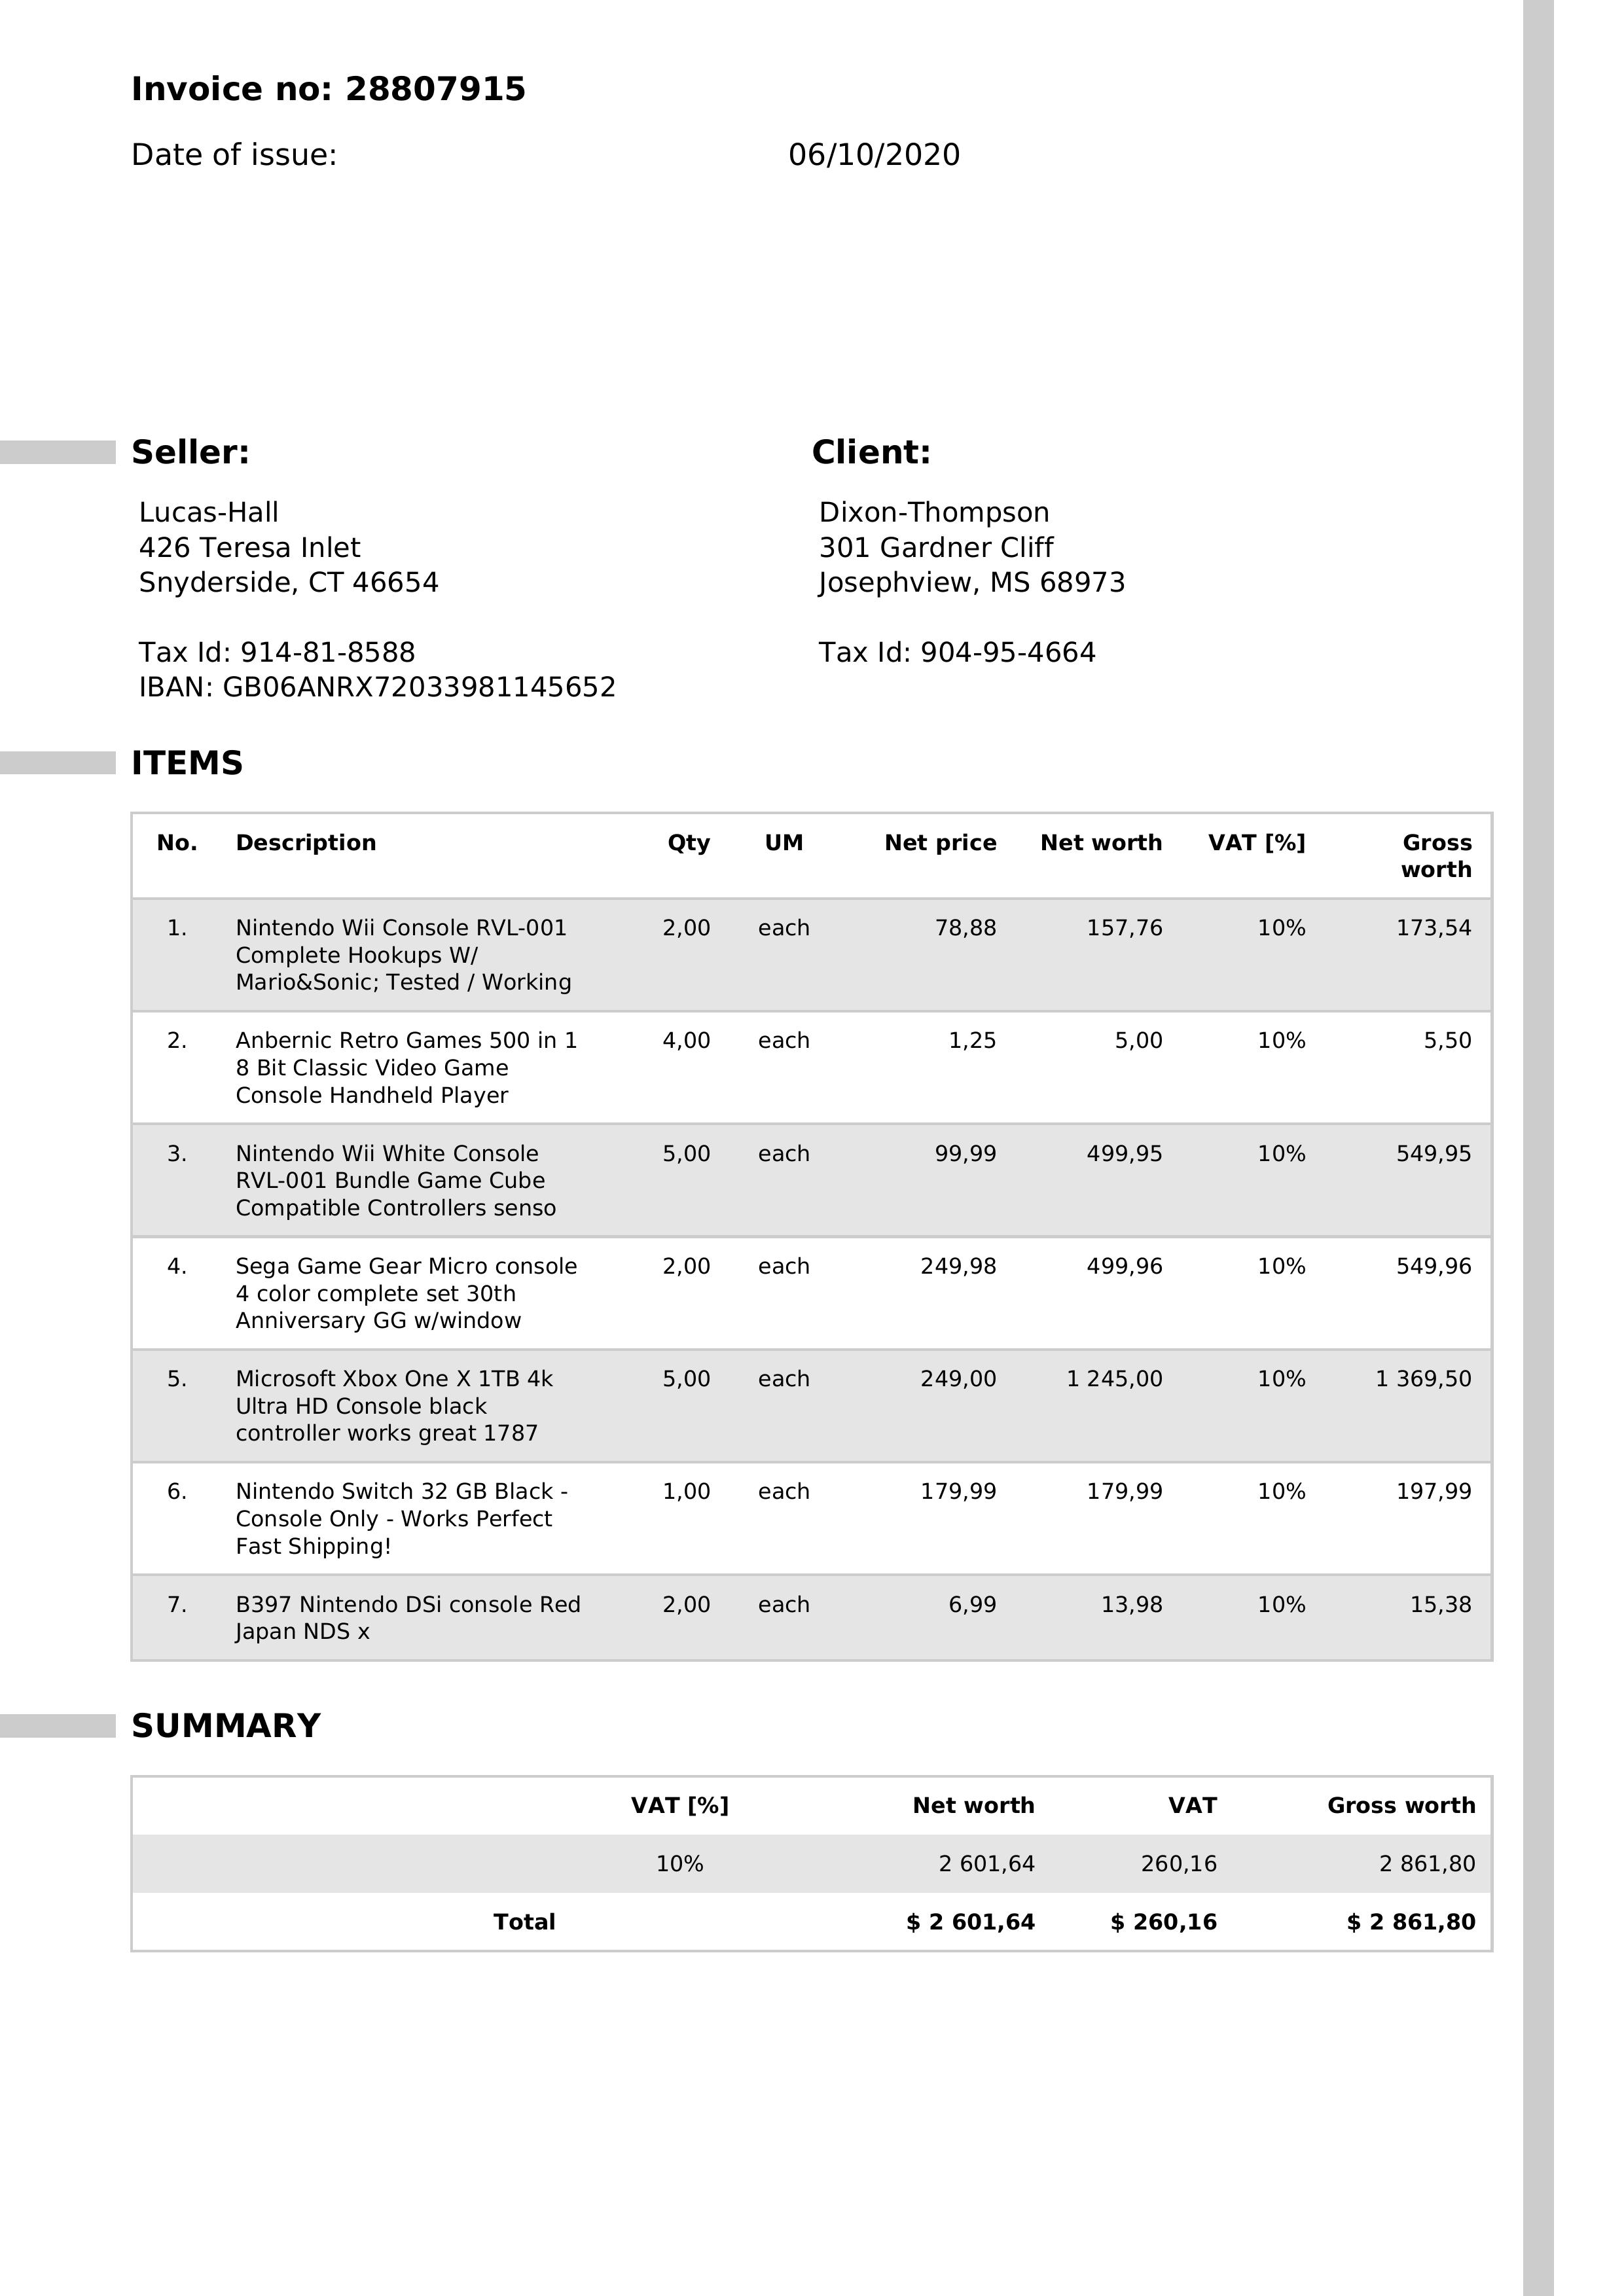 Invoice no: 28807915
Date of issue: 06/10/2020
Seller:
Lucas-Hall
426 Teresa Inlet
Snyderside, CT 46654
Tax Id: 914-81-8588
IBAN: GB06ANRX72033981145652
Client:
Dixon-Thompson
301 Gardner Cliff
Josephview, MS 68973
Tax Id: 904-95-4664
ITEMS
No. Description Qty UM Net price Net worth VAT [%] Gross
worth
1. Nintendo Wii Console RVL-001 2,00 each 78,88 157,76 10% 173,54
Complete Hookups W/
Mario&Sonic; Tested / Working
2. Anbernic Retro Games 500 in 1 4,00 each 1,25 5,00 10% 5,50
8 Bit Classic Video Game
Console Handheld Player
3. Nintendo Wii White Console 5,00 each 99,99 499,95 10% 549,95
RVL-001 Bundle Game Cube
Compatible Controllers senso
4. Sega Game Gear Micro console 2,00 each 249,98 499,96 10% 549,96
4 color complete set 30th
Anniversary GG w/window
5. Microsoft Xbox One X 1TB 4k 5,00 each 249,00 1 245,00 10% 1 369,50
Ultra HD Console black
controller works great 1787
6. Nintendo Switch 32 GB Black - 1,00 each 179,99 179,99 10% 197,99
Console Only - Works Perfect
Fast Shipping!
7. B397 Nintendo DSi console Red 2,00 each 6,99 13,98 10% 15,38
Japan NDS x
SUMMARY
VAT [%] Net worth VAT Gross worth
10% 2 601,64 260,16 2 861,80
Total $ 2 601,64 $ 260,16 $ 2 861,80